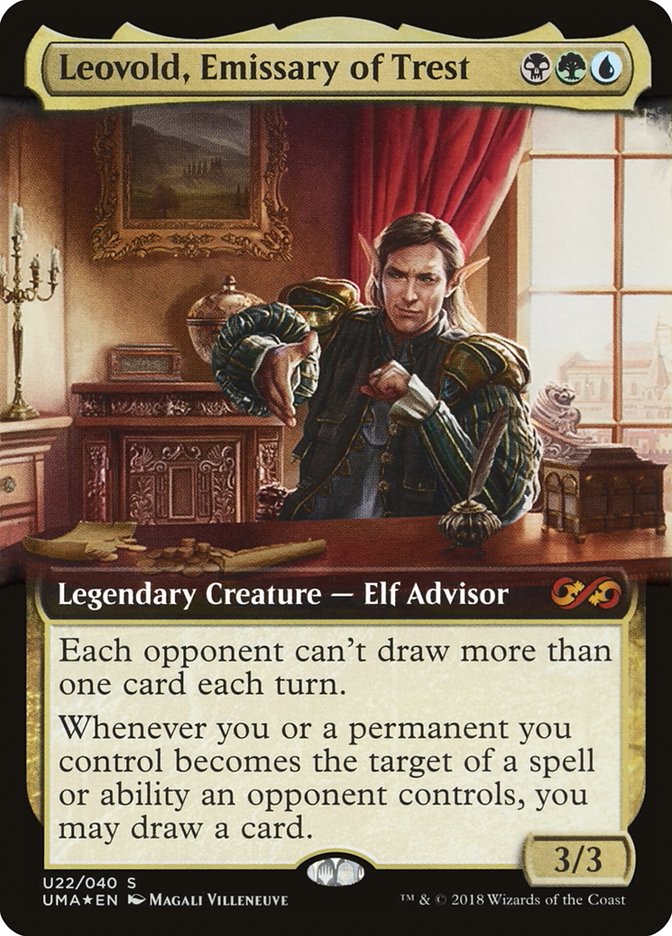 Leovold, Emissary of Trest
Legendary Creature — Elf Advisor
Each opponent can't draw more than
one card each turn.
Whenever you or a permanent you
control becomes the target of a spell
or ability an opponent controls, you
may draw a card.
3/3
U22/040 S
UMA★EN Magali Villeneuve
™ & © 2018 Wizards of the Coast